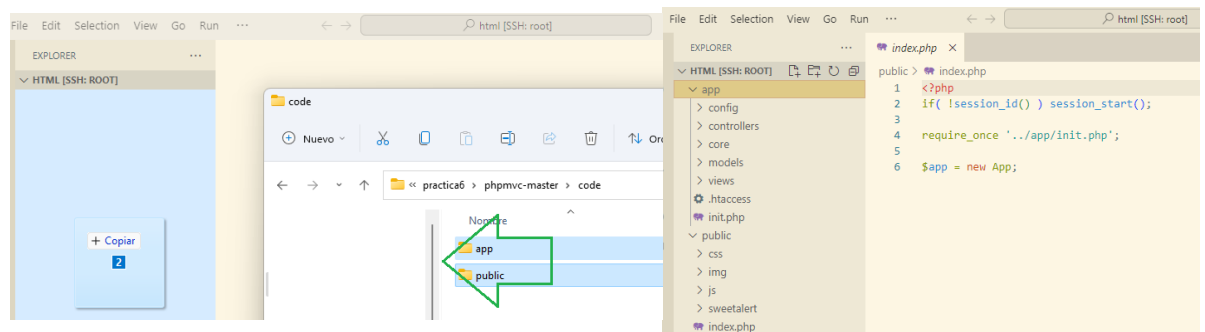 File Edit Selection View Go Run ··· ← → html [SSH: root]
EXPLORER ···
HTML [SSH: ROOT]
+ Copiar
2
code
Nuevo
« practica6 > phpmvc-master > code
Nombre
app
public
File Edit Selection View Go Run ··· ← → html [SSH: root]
EXPLORER ···
HTML [SSH: ROOT]
app
config
controllers
core
models
views
.htaccess
init.php
public
css
img
js
sweetalert
index.php
index.php ×
public > index.php
1 <?php
2 if( !session_id() ) session_start();
3
4 require_once '../app/init.php';
5
6 $app = new App;